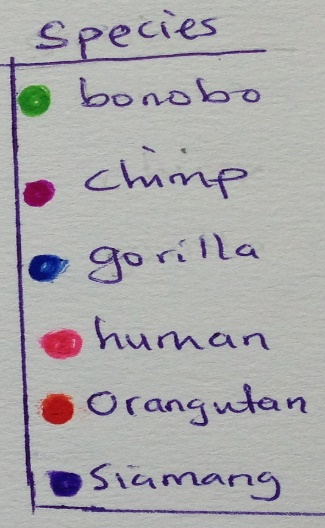 Species
bonobo
chimp
gorilla
human
Orangutan
Siamang